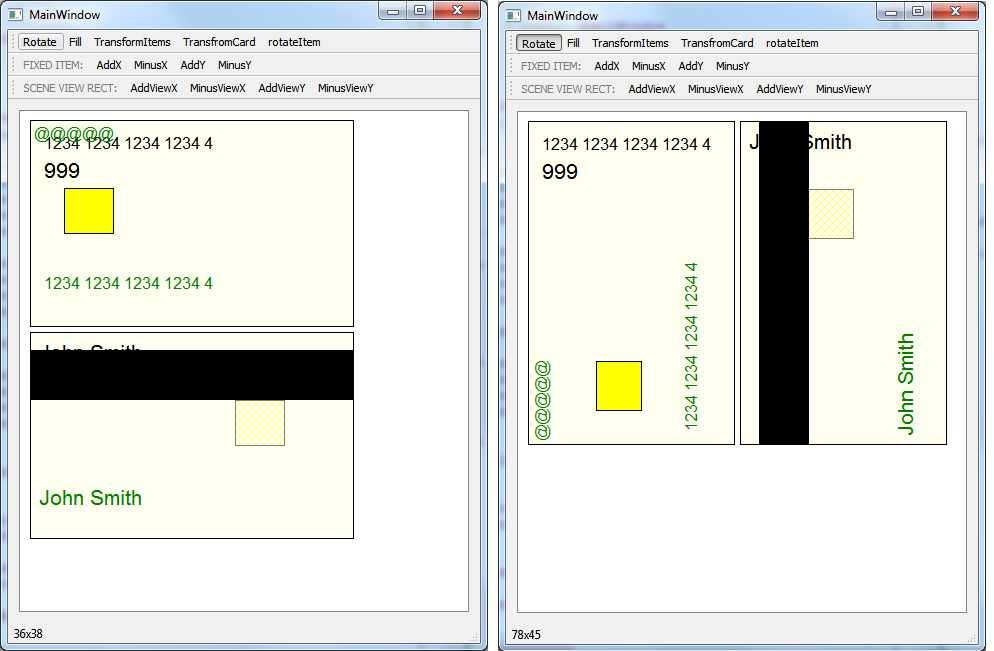 MainWindow
Rotate Fill TransformItems TransfromCard rotateItem
FIXED ITEM: AddX MinusX AddY MinusY
SCENE VIEW RECT: AddViewX MinusViewX AddViewY MinusViewY
@@@@@
1234 1234 1234 1234 4
999
1234 1234 1234 1234 4
John Smith
John Smith
36x38
MainWindow
Rotate Fill TransformItems TransfromCard rotateItem
FIXED ITEM: AddX MinusX AddY MinusY
SCENE VIEW RECT: AddViewX MinusViewX AddViewY MinusViewY
1234 1234 1234 1234 4
999
@@@@@
1234 1234 1234 1234 4
J Smith
John Smith
78x45